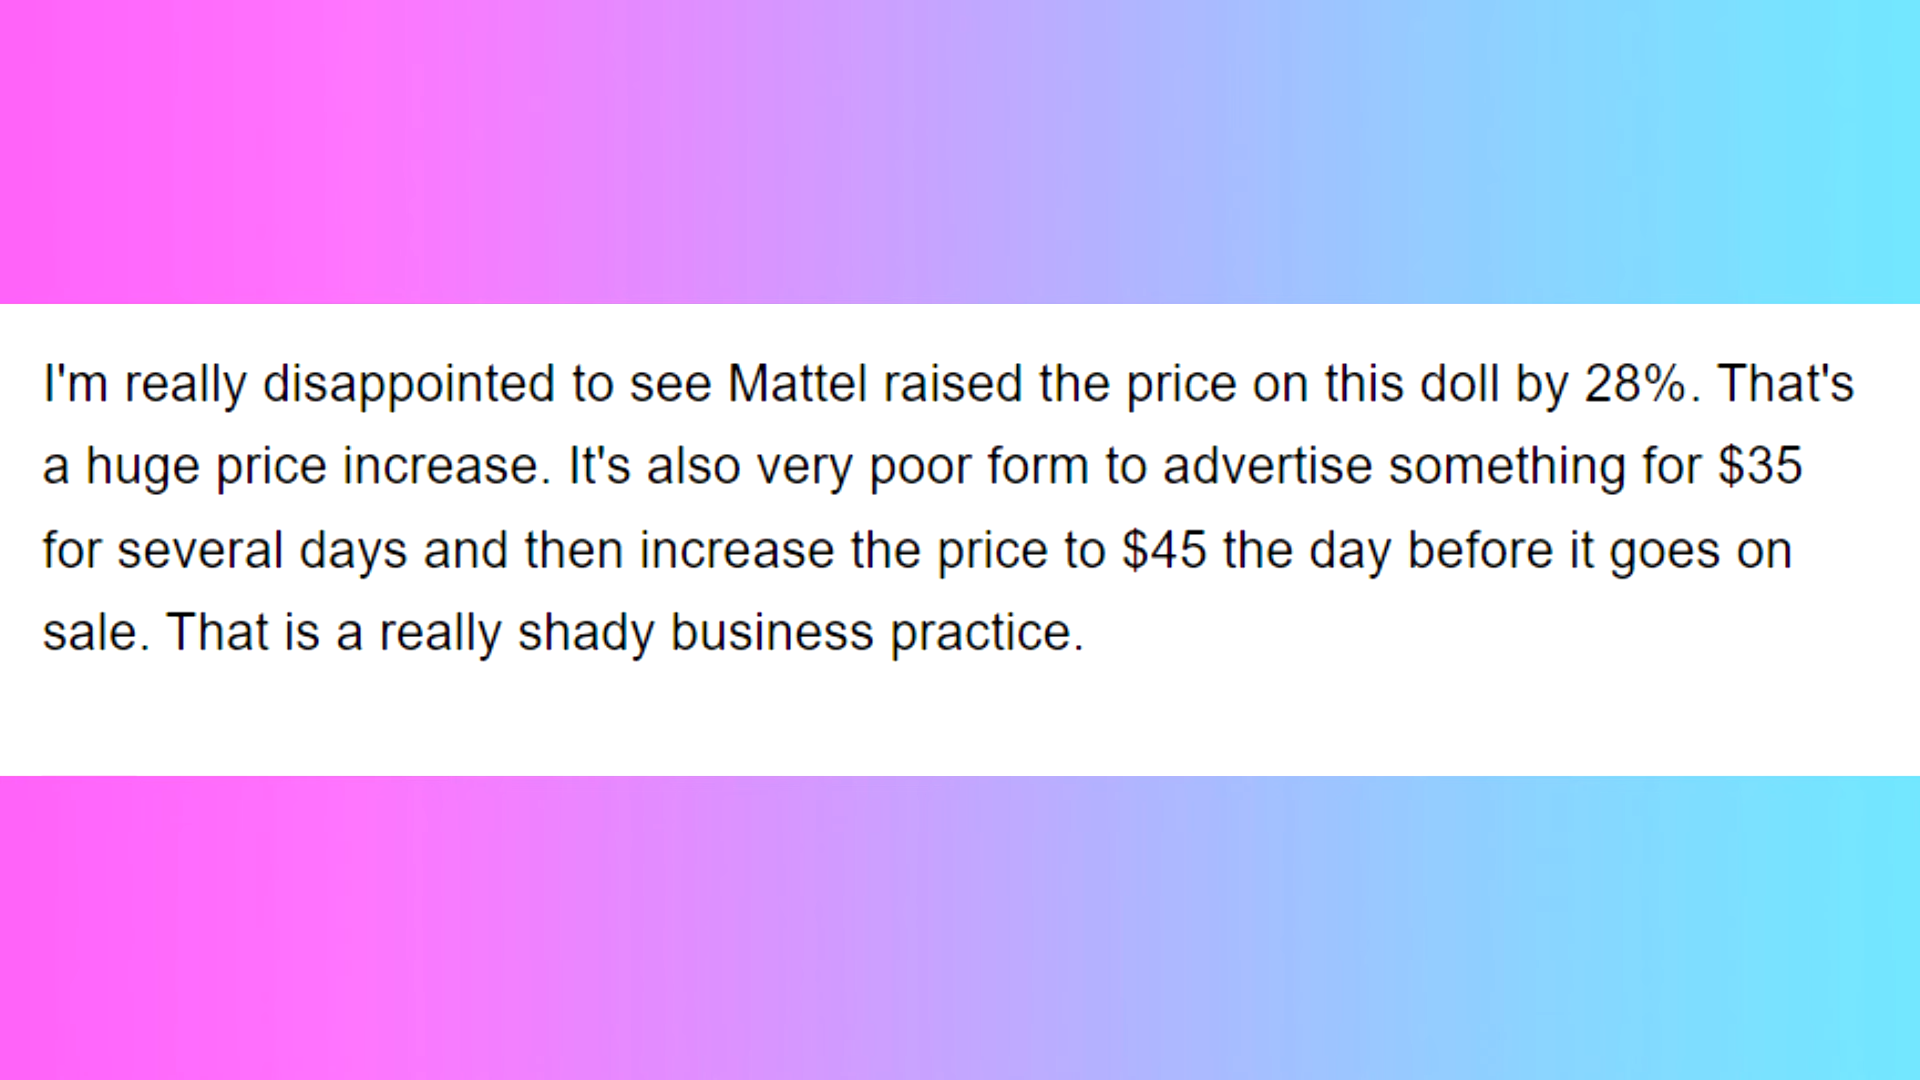 I'm really disappointed to see Mattel raised the price on this doll by 28%. That's
a huge price increase. It's also very poor form to advertise something for $35
for several days and then increase the price to $45 the day before it goes on
sale. That is a really shady business practice.